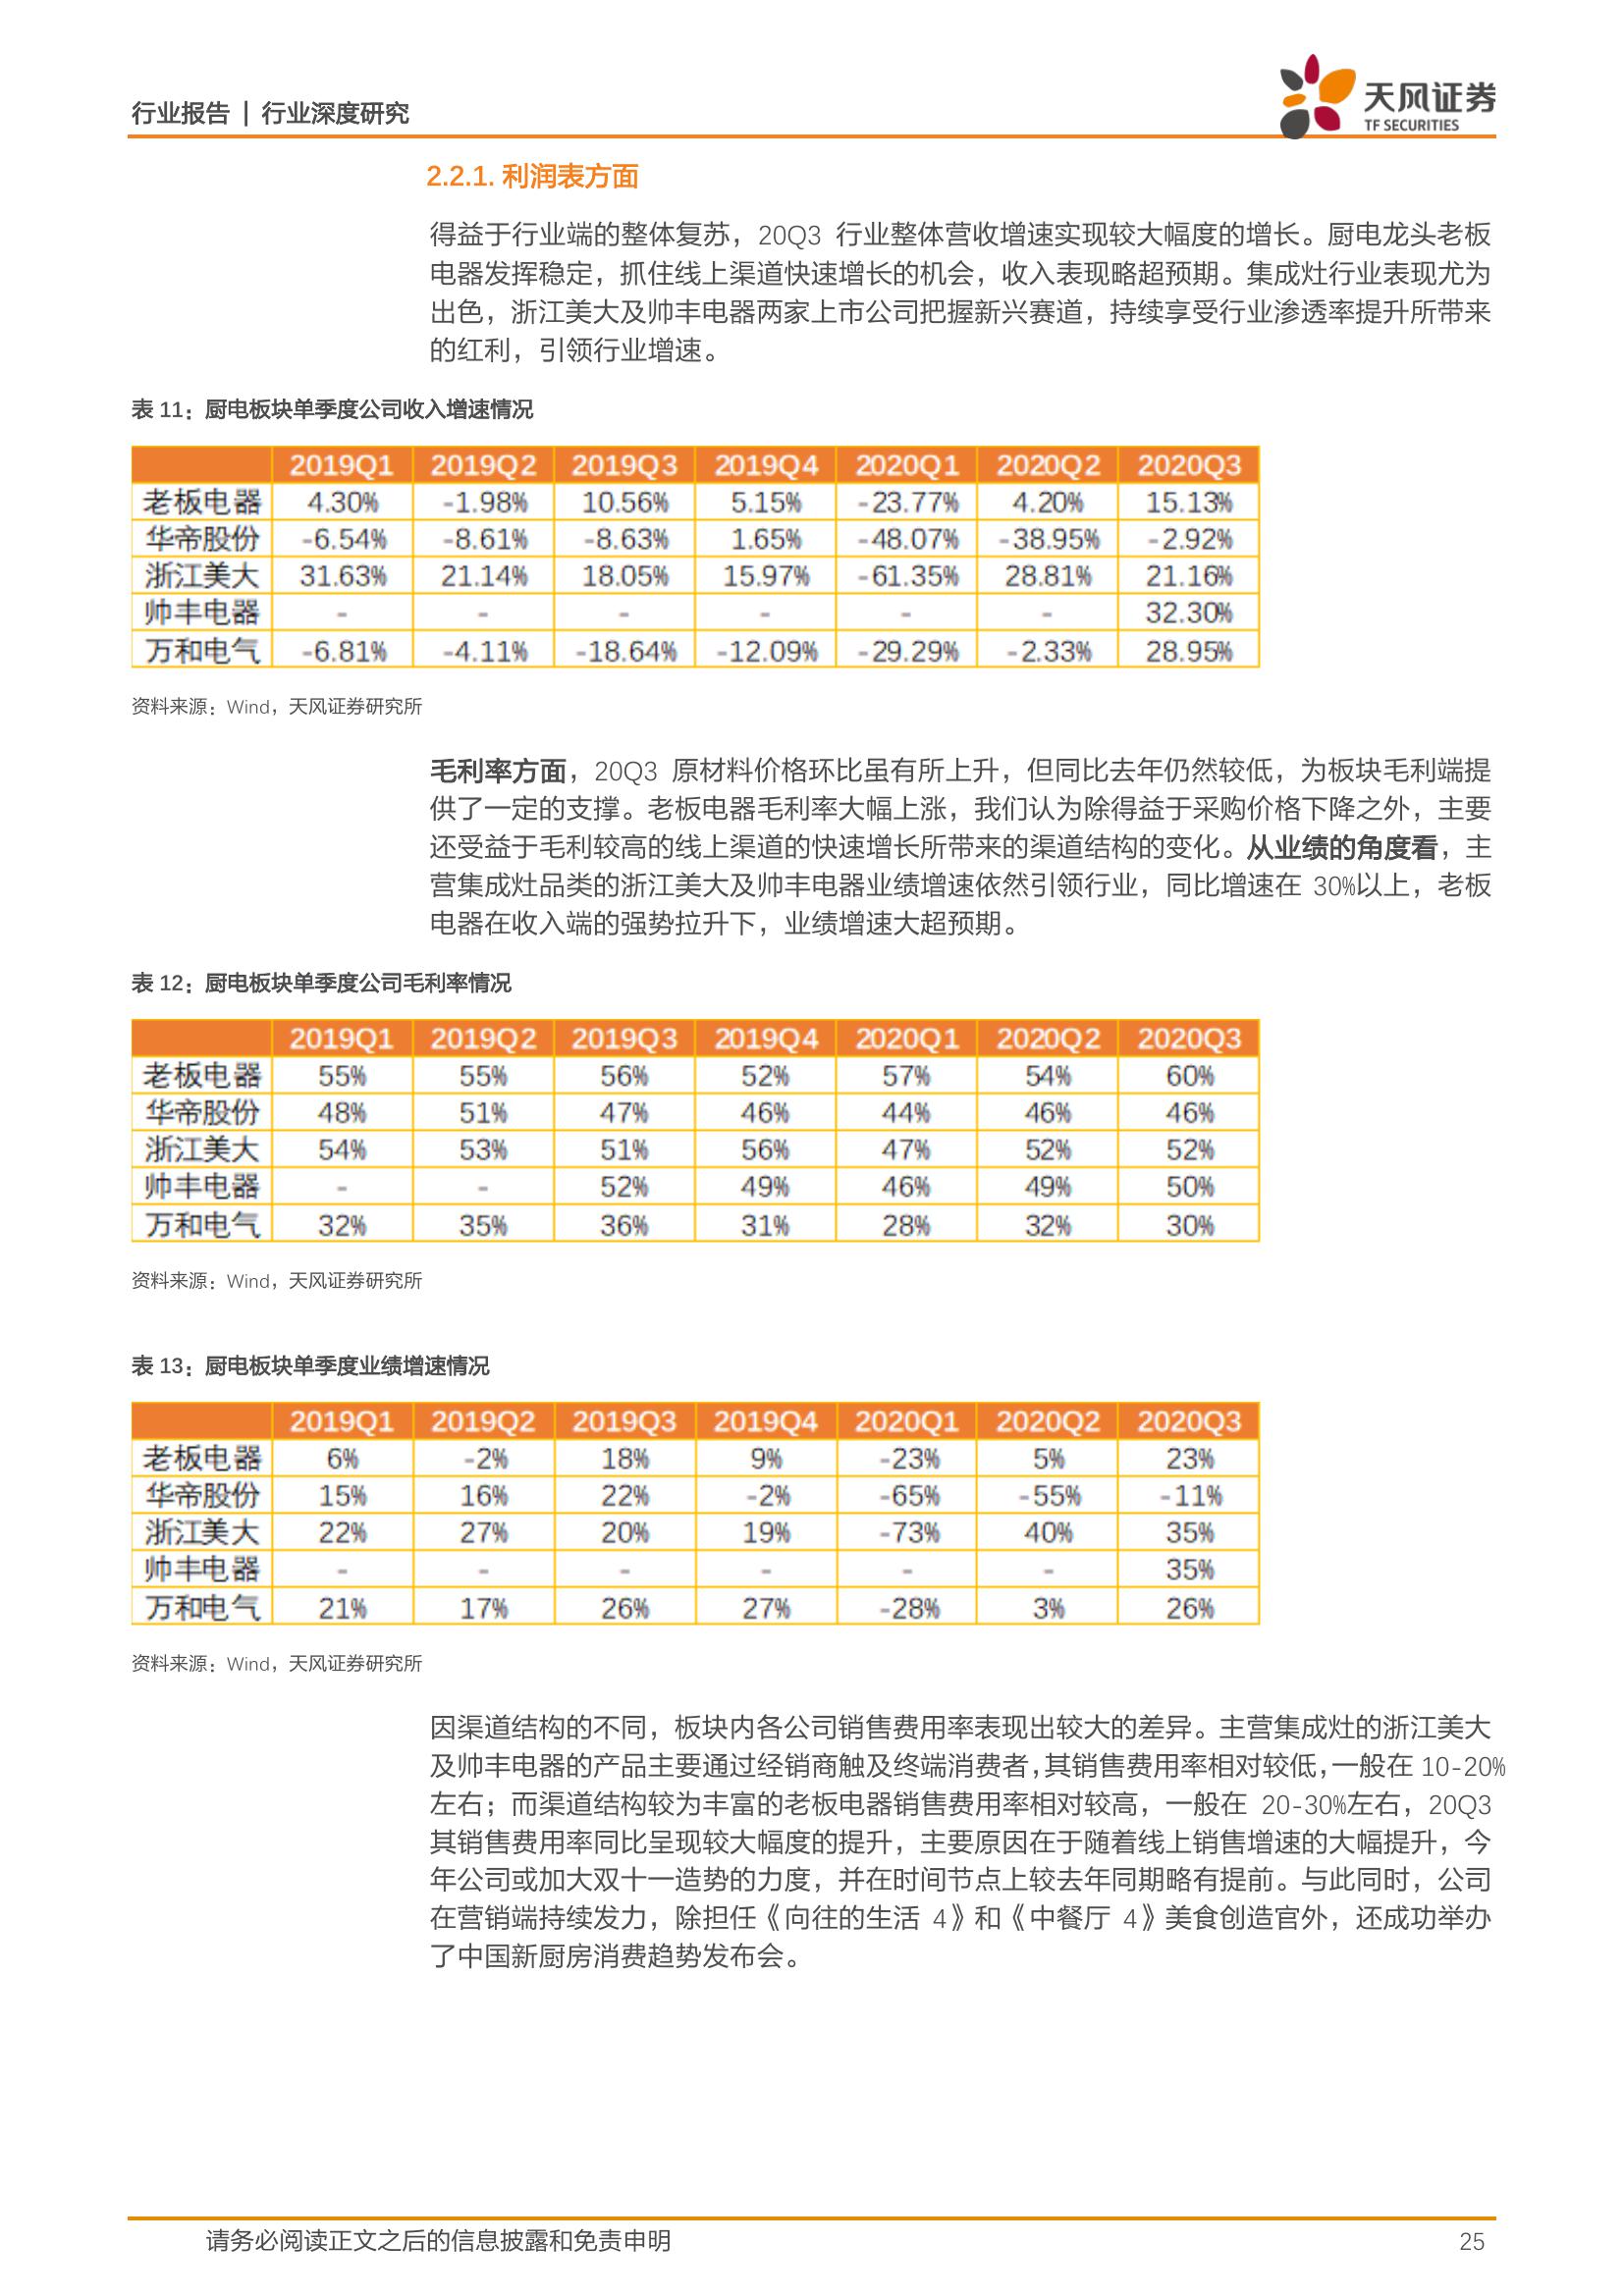 行业报告 | 行业深度研究
天风证券
TF SECURITIES
2.2.1. 利润表方面
得益于行业端的整体复苏，20Q3 行业整体营收增速实现较大幅度的增长。厨电龙头老板
电器发挥稳定，抓住线上渠道快速增长的机会，收入表现略超预期。集成灶行业表现尤为
出色，浙江美大及帅丰电器两家上市公司把握新兴赛道，持续享受行业渗透率提升所带来
的红利，引领行业增速。
表 11：厨电板块单季度公司收入增速情况
2019Q1 2019Q2 2019Q3 2019Q4 2020Q1 2020Q2 2020Q3
老板电器 4.30% -1.98% 10.56% 5.15% -23.77% 4.20% 15.13%
华帝股份 -6.54% -8.61% -8.63% 1.65% -48.07% -38.95% -2.92%
浙江美大 31.63% 21.14% 18.05% 15.97% -61.35% 28.81% 21.16%
帅丰电器 - - - - - - 32.30%
万和电气 -6.81% -4.11% -18.64% -12.09% -29.29% -2.33% 28.95%
资料来源：Wind，天风证券研究所
毛利率方面，20Q3 原材料价格环比虽有所上升，但同比去年仍然较低，为板块毛利端提
供了一定的支撑。老板电器毛利率大幅上涨，我们认为除得益于采购价格下降之外，主要
还受益于毛利较高的线上渠道的快速增长所带来的渠道结构的变化。从业绩的角度看，主
营集成灶品类的浙江美大及帅丰电器业绩增速依然引领行业，同比增速在 30%以上，老板
电器在收入端的强势拉升下，业绩增速大超预期。
表 12：厨电板块单季度公司毛利率情况
2019Q1 2019Q2 2019Q3 2019Q4 2020Q1 2020Q2 2020Q3
老板电器 55% 55% 56% 52% 57% 54% 60%
华帝股份 48% 51% 47% 46% 44% 46% 46%
浙江美大 54% 53% 51% 56% 47% 52% 52%
帅丰电器 - - 52% 49% 46% 49% 50%
万和电气 32% 35% 36% 31% 28% 32% 30%
资料来源：Wind，天风证券研究所
表 13：厨电板块单季度业绩增速情况
2019Q1 2019Q2 2019Q3 2019Q4 2020Q1 2020Q2 2020Q3
老板电器 6% -2% 18% 9% -23% 5% 23%
华帝股份 15% 16% 22% -2% -65% -55% -11%
浙江美大 22% 27% 20% 19% -73% 40% 35%
帅丰电器 - - - - - - 35%
万和电气 21% 17% 26% 27% -28% 3% 26%
资料来源：Wind，天风证券研究所
因渠道结构的不同，板块内各公司销售费用率表现出较大的差异。主营集成灶的浙江美大
及帅丰电器的产品主要通过经销商触及终端消费者，其销售费用率相对较低，一般在 10-20%
左右；而渠道结构较为丰富的老板电器销售费用率相对较高，一般在 20-30%左右，20Q3
其销售费用率同比呈现较大幅度的提升，主要原因在于随着线上销售增速的大幅提升，今
年公司或加大双十一造势的力度，并在时间节点上较去年同期略有提前。与此同时，公司
在营销端持续发力，除担任《向往的生活 4》和《中餐厅 4》美食创造官外，还成功举办
了中国新厨房消费趋势发布会。
请务必阅读正文之后的信息披露和免责申明 25